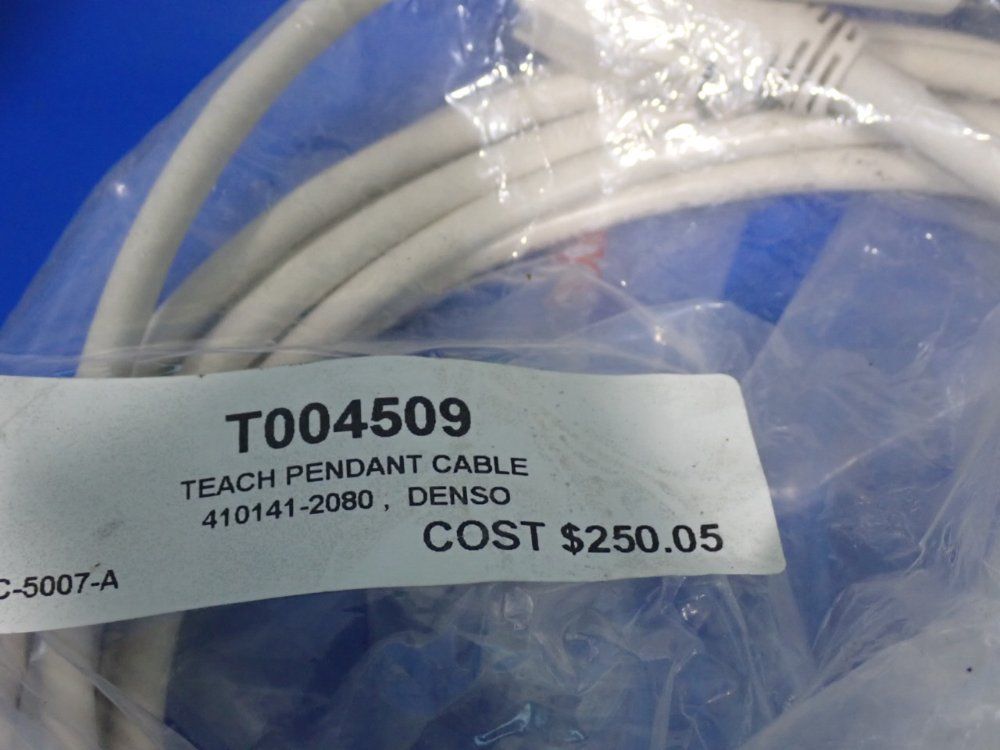 T004509
TEACH PENDANT CABLE
410141-2080 , DENSO
COST $250.05
C-5007-A